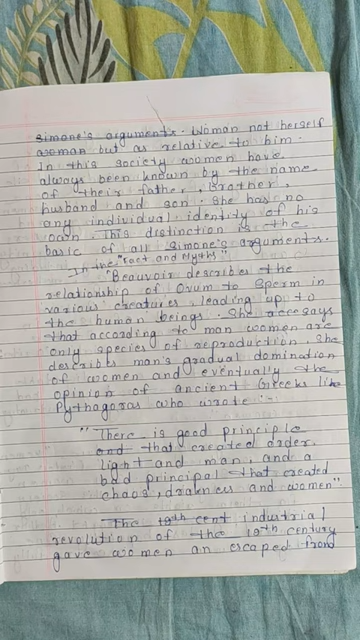 Simone's arguments. Woman not herself
woman but as relative to him.
In this society women have
always been known by the name
of their father, brother,
husband and son. She has no
any individual identity of his
own This distinction is the
basic of all Simone's arguments.
In the "Fact and Myths"
"Beauvoir describes the
relationship of Ovum to Sperm in
various creatures, leading up to
the human beings. She
that according to man women are
only species of reproduction. She
describes man's gradual domination
of women and eventually the
opinion of ancient Greeks like
Pythagoras who wrote :-
"There is good principle
and that created order,
light and man, and a
bad principal that created
chaos, and women".
The 19th cent industrial
revolution of the 19th century
gave women an escaped from